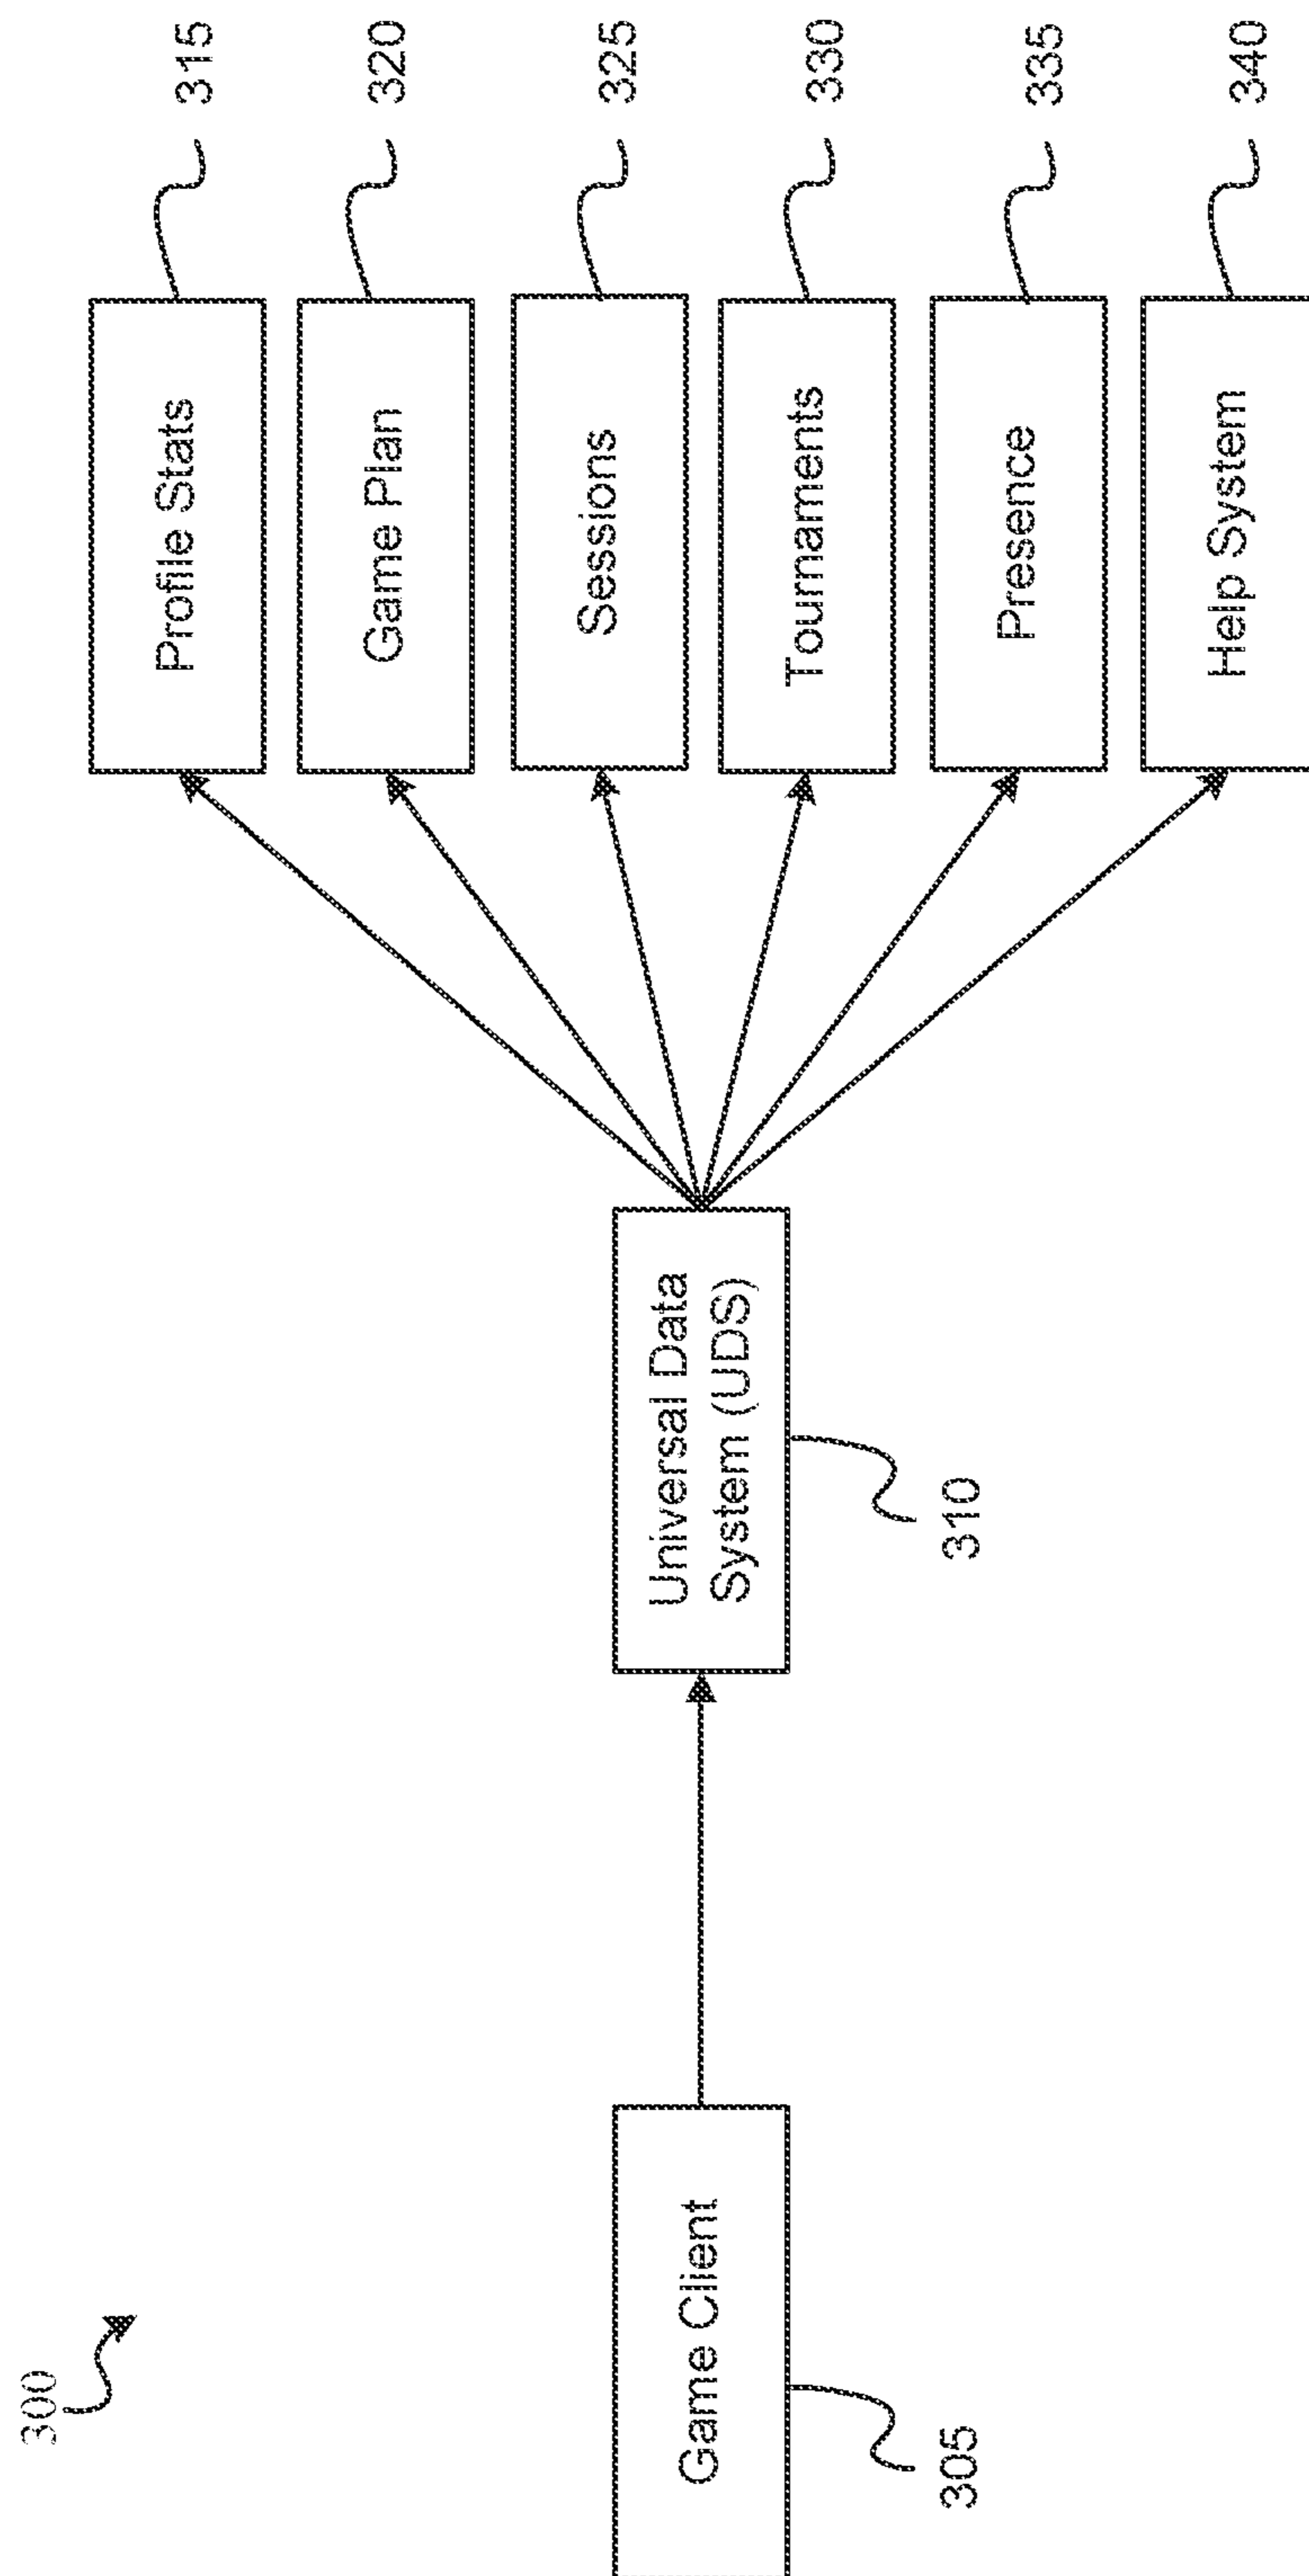 300
Game Client
305
Universal Data
System (UDS)
310
Profile Stats
315
Game Plan
320
Sessions
325
Tournaments
330
Presence
335
Help System
340